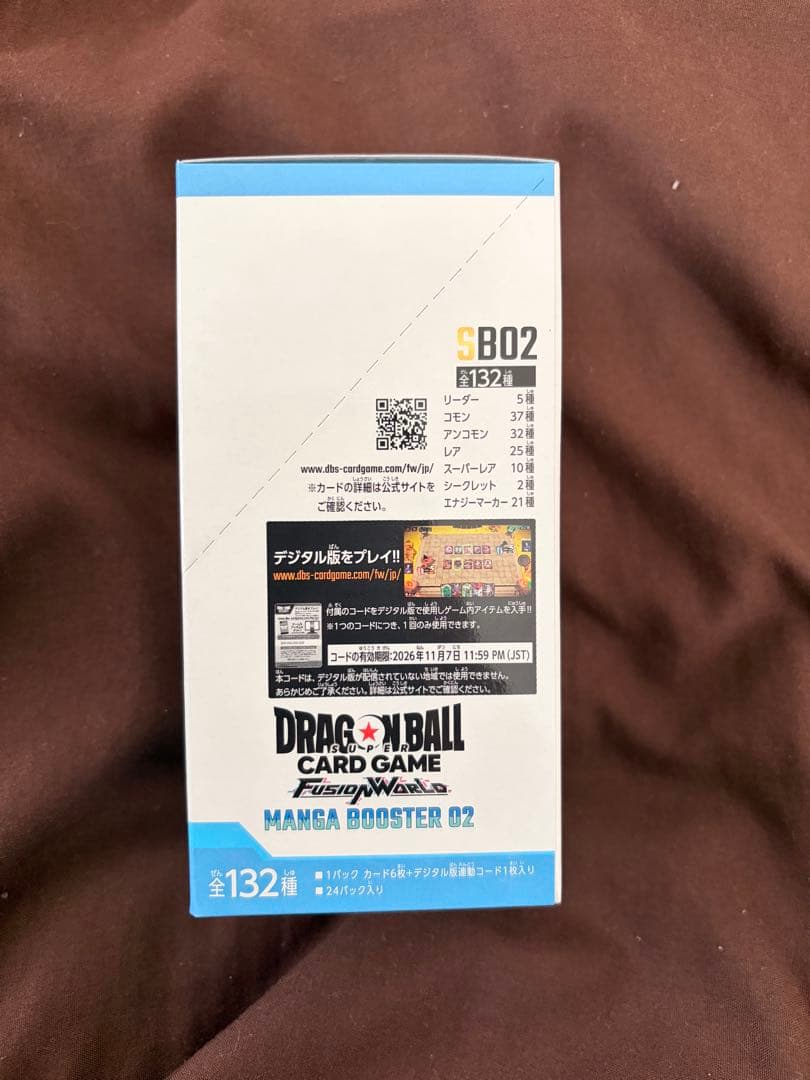 SB02
全132種
リーダー 5種
コモン 37種
アンコモン 32種
レア 25種
スーパーレア 10種
シークレット 2種
エナジーマーカー 21種
www.dbs-cardgame.com/fw/jp/
※カードの詳細は公式サイトを
ご確認ください。
デジタル版をプレイ!!
www.dbs-cardgame.com/fw/jp/
付属のコードをデジタル版で使用しゲーム内アイテムを入手!!
※1つのコードにつき、1回のみ使用できます。
コードの有効期限:2026年11月7日 11:59 PM (JST)
本コードは、デジタル版が配信されていない地域では使用できません。
あらかじめご了承ください。詳細は公式サイトでご確認ください。
DRAGON BALL
SUPER
CARD GAME
FUSION WORLD
MANGA BOOSTER 02
全132種
■1パック カード6枚+デジタル版連動コード1枚入り
■24パック入り